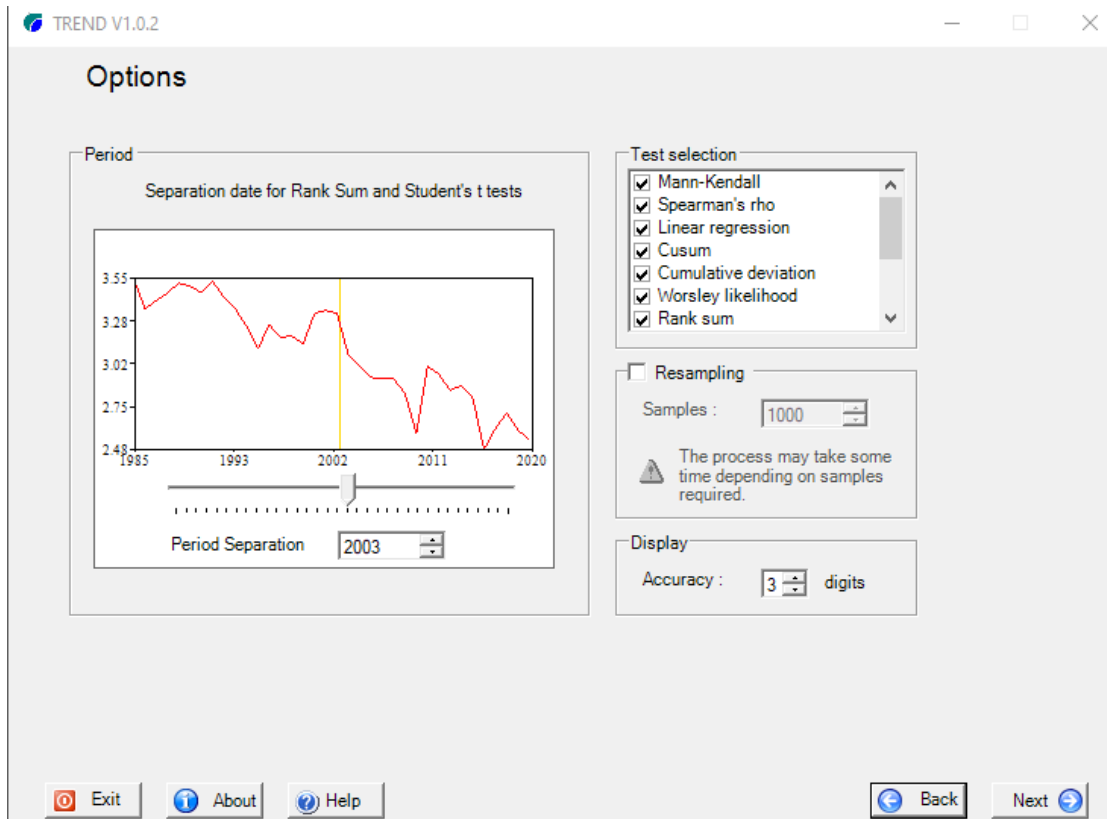 TREND V1.0.2
Options
Period
Separation date for Rank Sum and Student's t tests
3.55
3.28
3.02
2.75
2.48
1985 1993 2002 2011 2020
Period Separation 2003
Test selection
Mann-Kendall
Spearman's rho
Linear regression
Cusum
Cumulative deviation
Worsley likelihood
Rank sum
Resampling
Samples : 1000
The process may take some
time depending on samples
required.
Display
Accuracy : 3 digits
Exit About Help Back Next